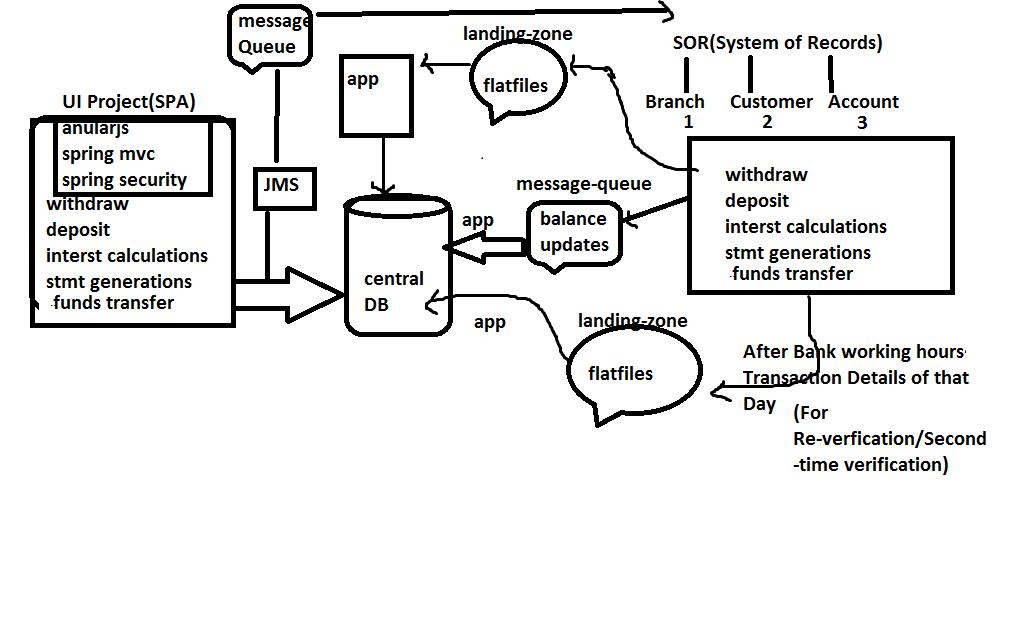 message
Queue
landing-zone
SOR(System of Records)
app
flatfiles
UI Project(SPA)
Branch Customer Account
1 2 3
anularjs
spring mvc
spring security
withdraw
deposit
interst calculations
stmt generations
funds transfer
JMS
message-queue
app
balance
updates
central
DB
withdraw
deposit
interst calculations
stmt generations
funds transfer
app
landing-zone
flatfiles
After Bank working hours
Transaction Details of that
Day
(For
Re-verfication/Second
-time verification)